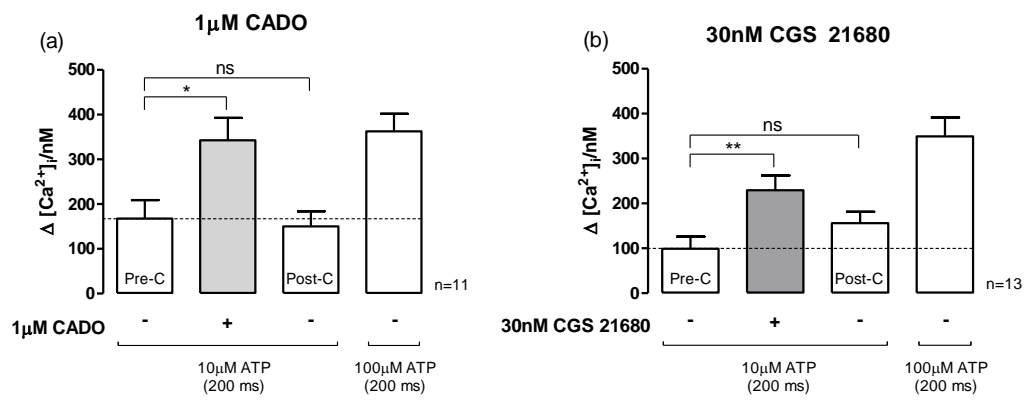 1μM CADO
(a)
ns
*
500
400
300
200
100
0
Δ [Ca²⁺]ᵢ/nM
Pre-C
Post-C
n=11
1μM CADO
-
+
-
-
10μM ATP
(200 ms)
100μM ATP
(200 ms)
30nM CGS 21680
(b)
ns
**
500
400
300
200
100
0
Δ [Ca²⁺]ᵢ/nM
Pre-C
Post-C
n=13
30nM CGS 21680
-
+
-
-
10μM ATP
(200 ms)
100μM ATP
(200 ms)